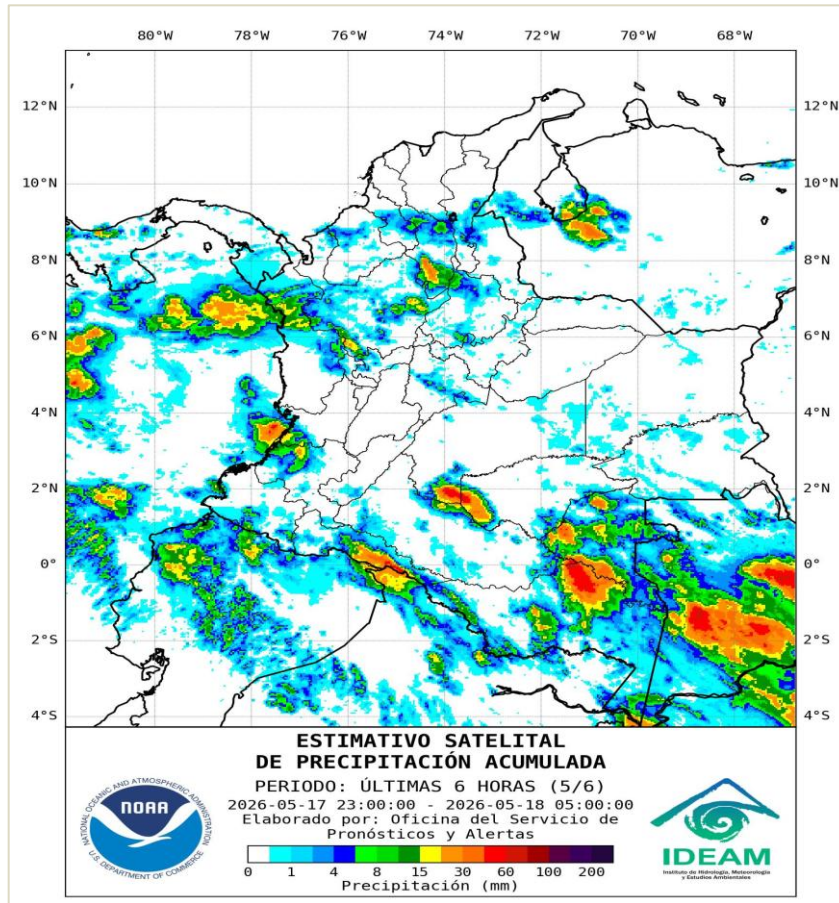 80°W 78°W 76°W 74°W 72°W 70°W 68°W
12°N 12°N
10°N 10°N
8°N 8°N
6°N 6°N
4°N 4°N
2°N 2°N
0° 0°
2°S 2°S
4°S 4°S
ESTIMATIVO SATELITAL
DE PRECIPITACIÓN ACUMULADA
PERIODO: ÚLTIMAS 6 HORAS (5/6)
2026-05-17 23:00:00 - 2026-05-18 05:00:00
Elaborado por: Oficina del Servicio de
Pronósticos y Alertas
0 1 4 8 15 30 60 100 200
Precipitación (mm)
NATIONAL OCEANIC AND ATMOSPHERIC ADMINISTRATION
NOAA
U.S. DEPARTMENT OF COMMERCE
IDEAM
Instituto de Hidrología, Meteorología
y Estudios Ambientales